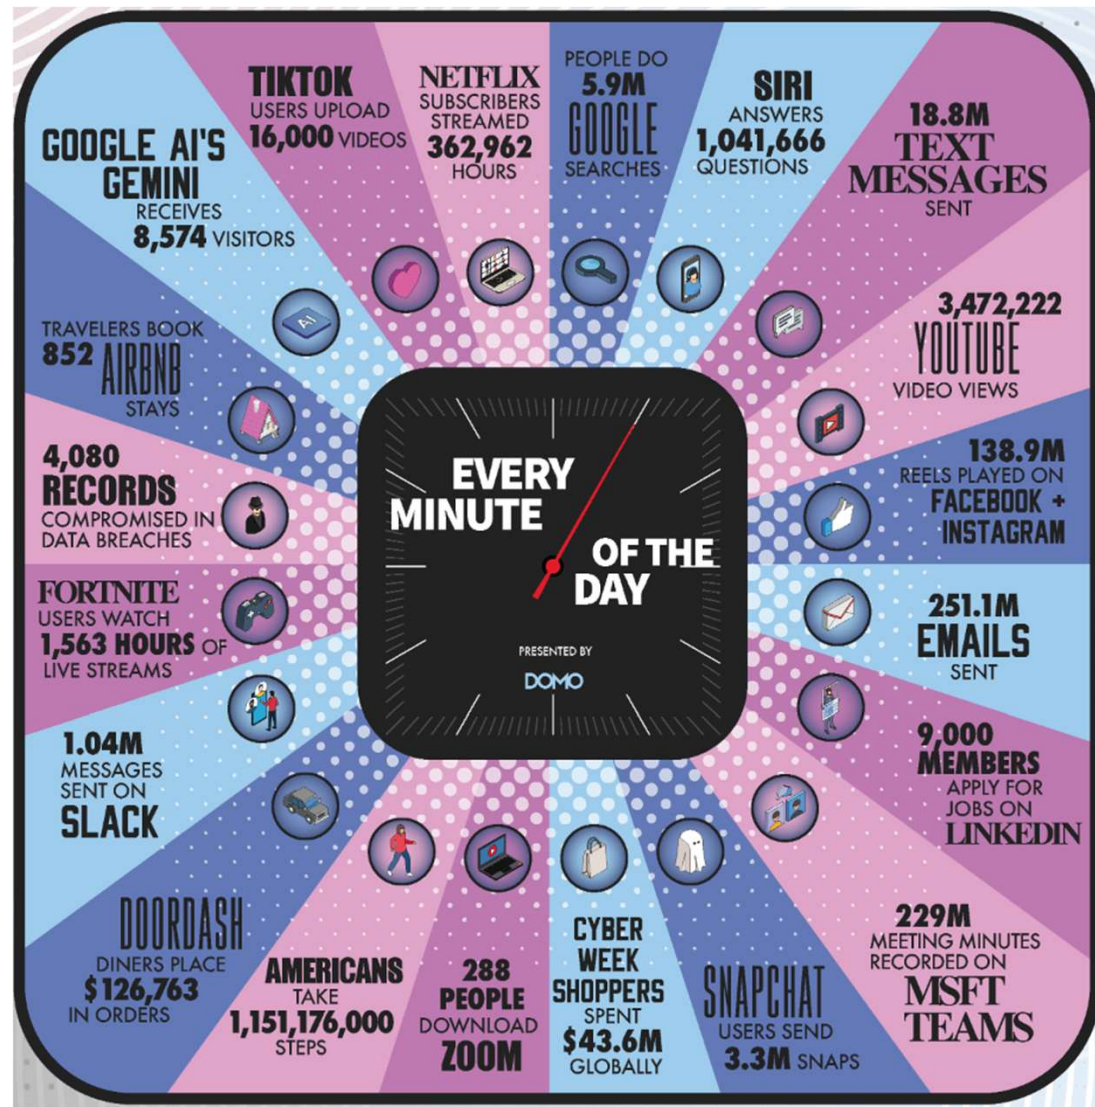 PEOPLE DO
5.9M
GOOGLE
SEARCHES
SIRI
ANSWERS
1,041,666
QUESTIONS
18.8M
TEXT
MESSAGES
SENT
3,472,222
YOUTUBE
VIDEO VIEWS
138.9M
REELS PLAYED ON
FACEBOOK +
INSTAGRAM
251.1M
EMAILS
SENT
9,000
MEMBERS
APPLY FOR
JOBS ON
LINKEDIN
229M
MEETING MINUTES
RECORDED ON
MSFT
TEAMS
SNAPCHAT
USERS SEND
3.3M SNAPS
CYBER
WEEK
SHOPPERS
SPENT
$43.6M
GLOBALLY
288
PEOPLE
DOWNLOAD
ZOOM
AMERICANS
TAKE
1,151,176,000
STEPS
DOORDASH
DINERS PLACE
$126,763
IN ORDERS
1.04M
MESSAGES
SENT ON
SLACK
FORTNITE
USERS WATCH
1,563 HOURS OF
LIVE STREAMS
4,080
RECORDS
COMPROMISED IN
DATA BREACHES
TRAVELERS BOOK
852 AIRBNB
STAYS
GOOGLE AI'S
GEMINI
RECEIVES
8,574 VISITORS
TIKTOK
USERS UPLOAD
16,000 VIDEOS
NETFLIX
SUBSCRIBERS
STREAMED
362,962
HOURS
AI
EVERY
MINUTE
OF THE
DAY
PRESENTED BY
DOMO